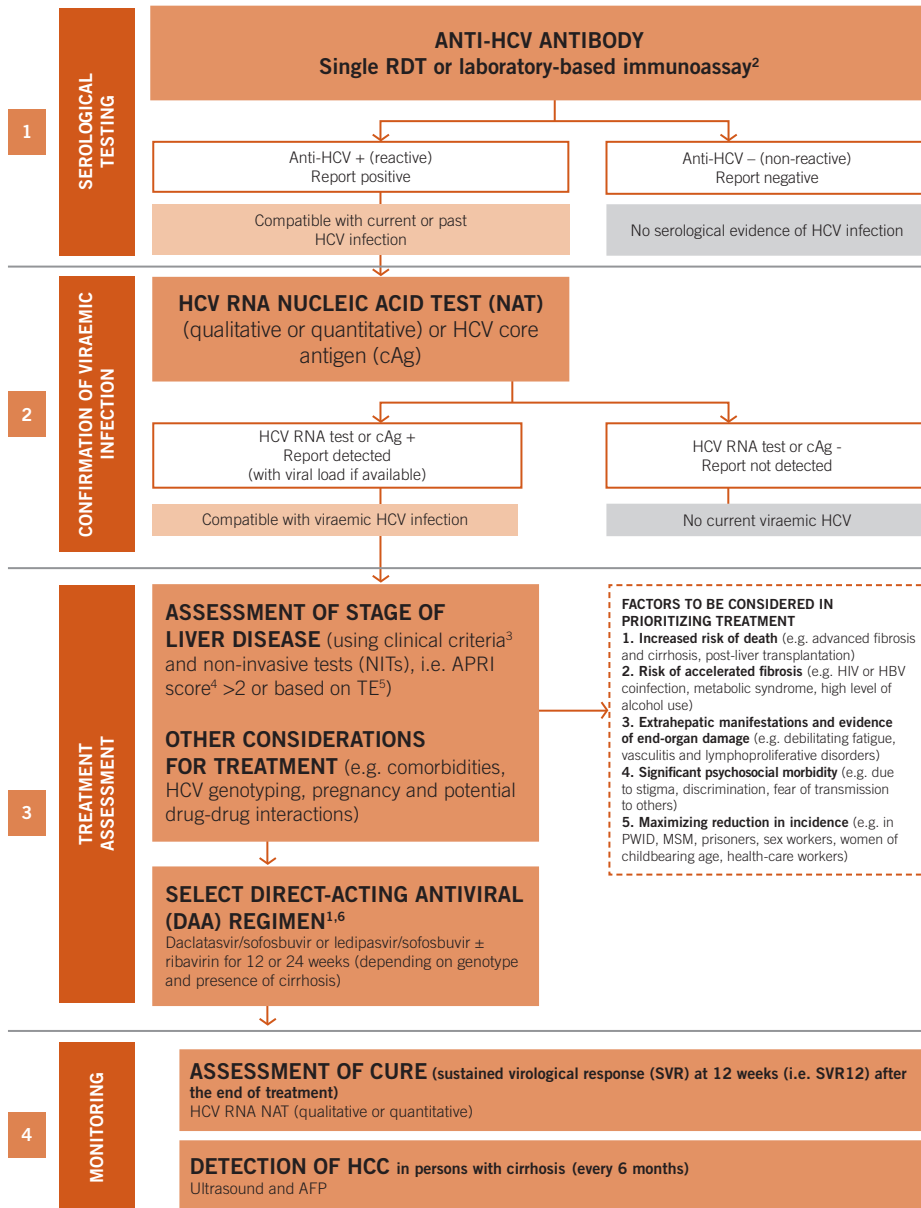 1
SEROLOGICAL
TESTING
ANTI-HCV ANTIBODY
Single RDT or laboratory-based immunoassay2
Anti-HCV + (reactive)
Report positive
Anti-HCV – (non-reactive)
Report negative
Compatible with current or past
HCV infection
No serological evidence of HCV infection
2
CONFIRMATION OF VIRAEMIC
INFECTION
HCV RNA NUCLEIC ACID TEST (NAT)
(qualitative or quantitative) or HCV core
antigen (cAg)
HCV RNA test or cAg +
Report detected
(with viral load if available)
HCV RNA test or cAg -
Report not detected
Compatible with viraemic HCV infection
No current viraemic HCV
3
TREATMENT
ASSESSMENT
ASSESSMENT OF STAGE OF
LIVER DISEASE (using clinical criteria3
and non-invasive tests (NITs), i.e. APRI
score4 >2 or based on TE5)
OTHER CONSIDERATIONS
FOR TREATMENT (e.g. comorbidities,
HCV genotyping, pregnancy and potential
drug-drug interactions)
FACTORS TO BE CONSIDERED IN
PRIORITIZING TREATMENT
1. Increased risk of death (e.g. advanced fibrosis
and cirrhosis, post-liver transplantation)
2. Risk of accelerated fibrosis (e.g. HIV or HBV
coinfection, metabolic syndrome, high level of
alcohol use)
3. Extrahepatic manifestations and evidence
of end-organ damage (e.g. debilitating fatigue,
vasculitis and lymphoproliferative disorders)
4. Significant psychosocial morbidity (e.g. due
to stigma, discrimination, fear of transmission
to others)
5. Maximizing reduction in incidence (e.g. in
PWID, MSM, prisoners, sex workers, women of
childbearing age, health-care workers)
SELECT DIRECT-ACTING ANTIVIRAL
(DAA) REGIMEN1,6
Daclatasvir/sofosbuvir or ledipasvir/sofosbuvir ±
ribavirin for 12 or 24 weeks (depending on genotype
and presence of cirrhosis)
4
MONITORING
ASSESSMENT OF CURE (sustained virological response (SVR) at 12 weeks (i.e. SVR12) after
the end of treatment)
HCV RNA NAT (qualitative or quantitative)
DETECTION OF HCC in persons with cirrhosis (every 6 months)
Ultrasound and AFP